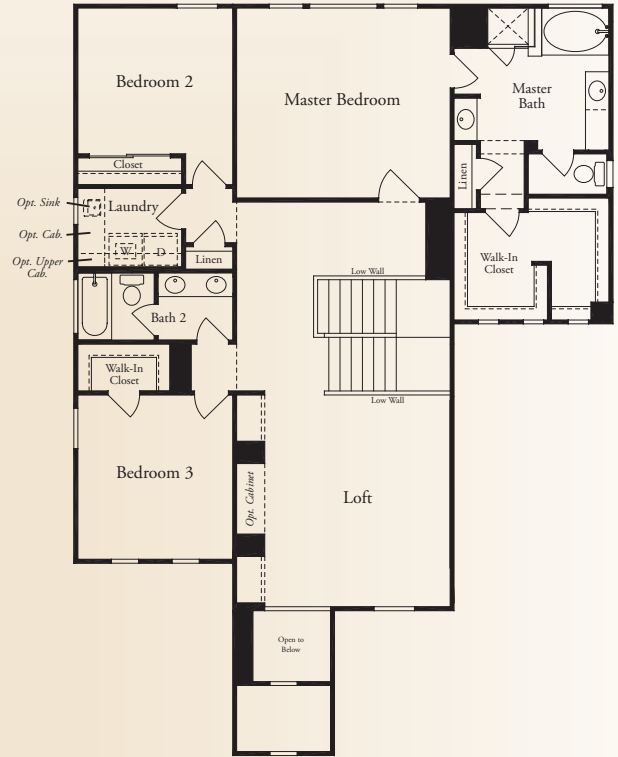 Bedroom 2
Master Bedroom
Master
Bath
Closet
Linen
Opt. Sink
Laundry
Opt. Cab.
W
D
Opt. Upper
Cab.
Linen
Walk-In
Closet
Low Wall
Bath 2
Walk-In
Closet
Low Wall
Bedroom 3
Opt. Cabinet
Loft
Open to
Below